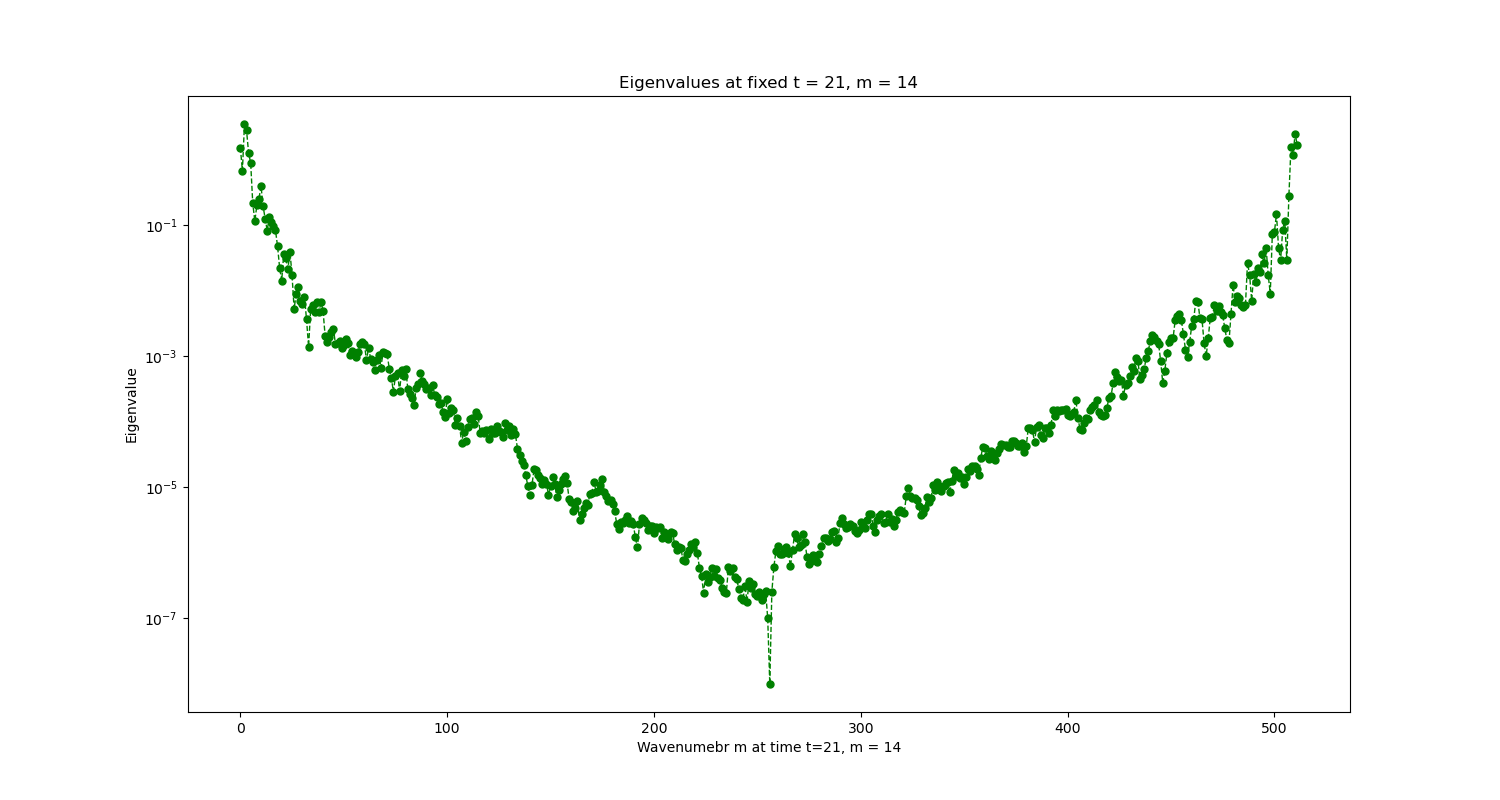 Eigenvalues at fixed t = 21, m = 14
Eigenvalue
10⁻¹
10⁻³
10⁻⁵
10⁻⁷
0 100 200 300 400 500
Wavenumebr m at time t=21, m = 14